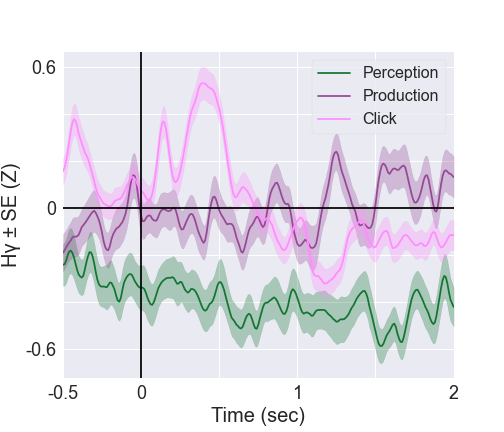 Perception
Production
Click
0.6
0
-0.6
Hγ ± SE (Z)
-0.5
0
1
2
Time (sec)